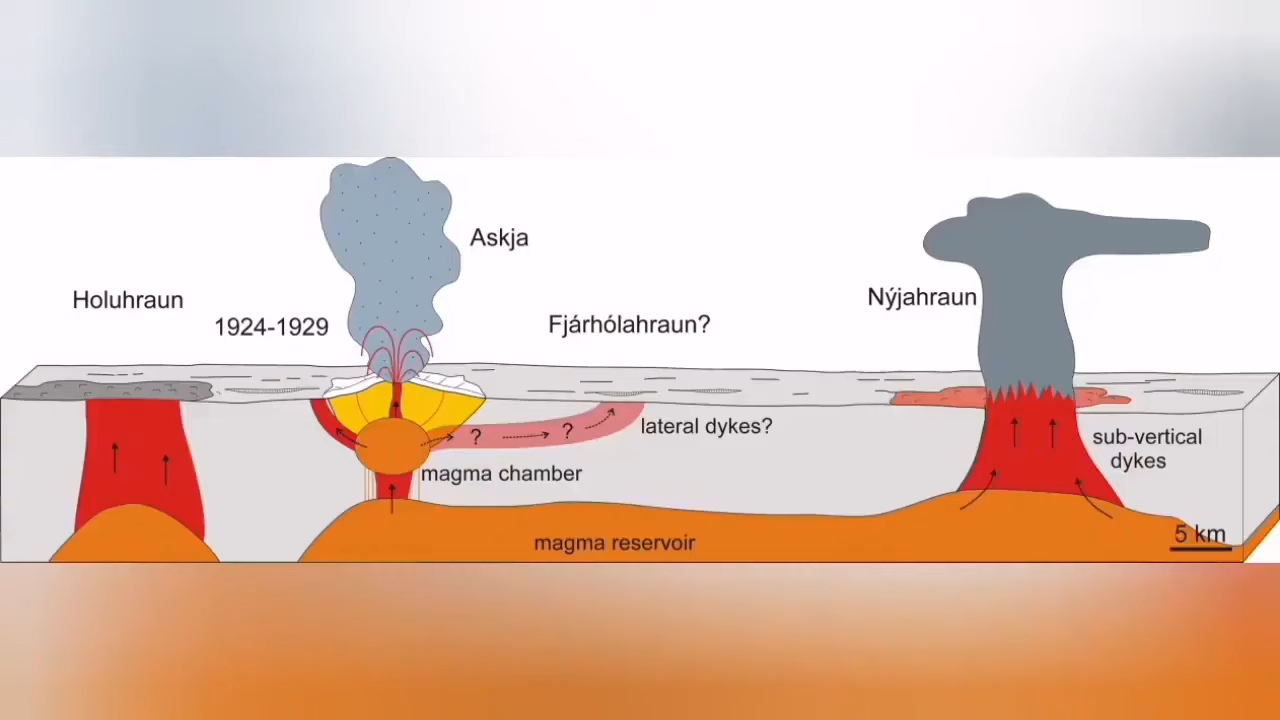 Askja
Holuhraun
Nýjahraun
1924-1929
Fjárhólahraun?
lateral dykes?
?
?
sub-vertical
dykes
magma chamber
magma reservoir
5 km